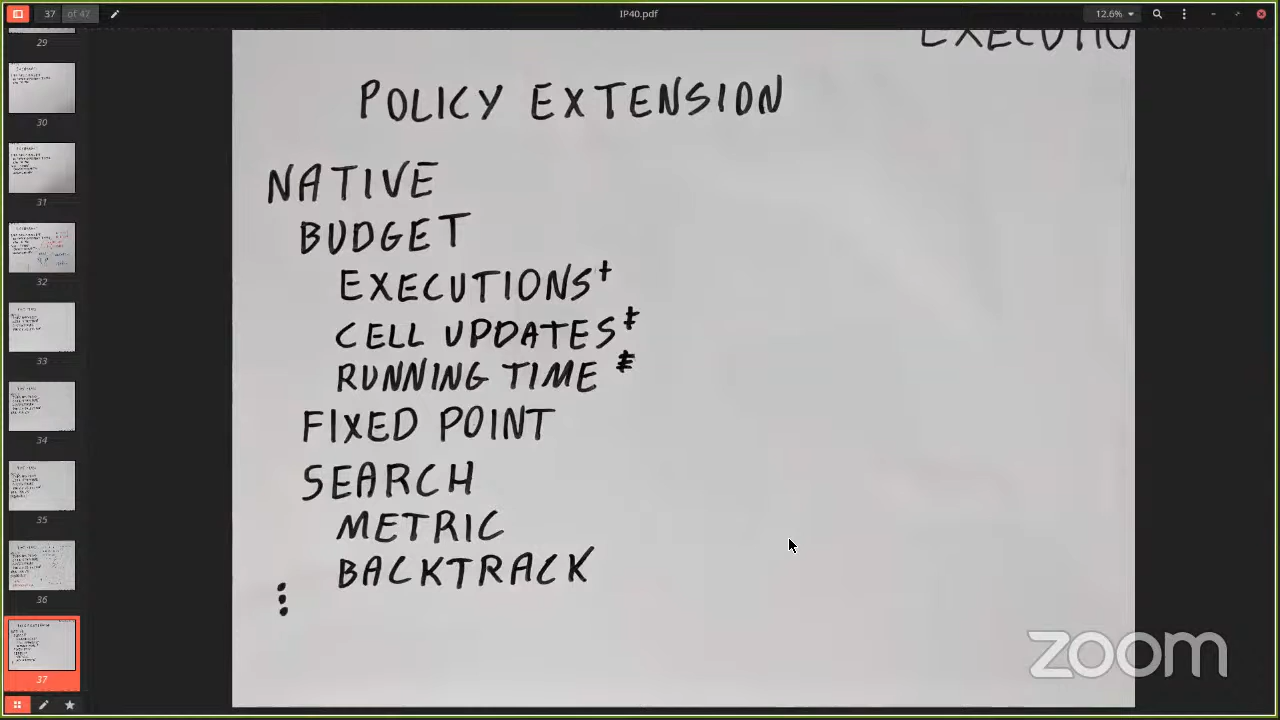 37 of 47
IP40.pdf
12.6%
EXECUTIO
POLICY EXTENSION
NATIVE
BUDGET
EXECUTIONS†
CELL UPDATES‡
RUNNING TIME
FIXED POINT
SEARCH
METRIC
BACKTRACK
⋮
29
30
31
32
33
34
35
36
37
zoom